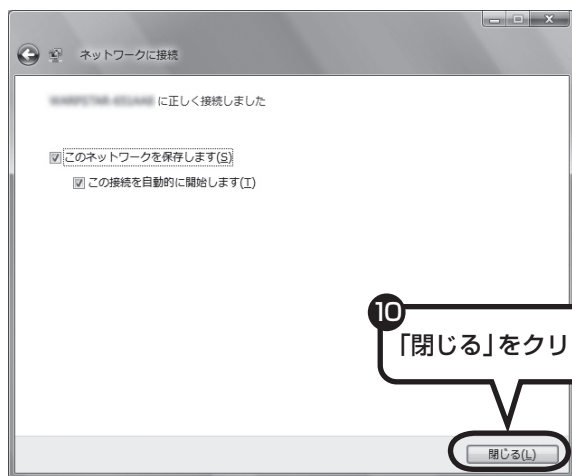 ネットワークに接続
に正しく接続しました
このネットワークを保存します(S)
この接続を自動的に開始します(T)
10
「閉じる」をクリ
閉じる(L)